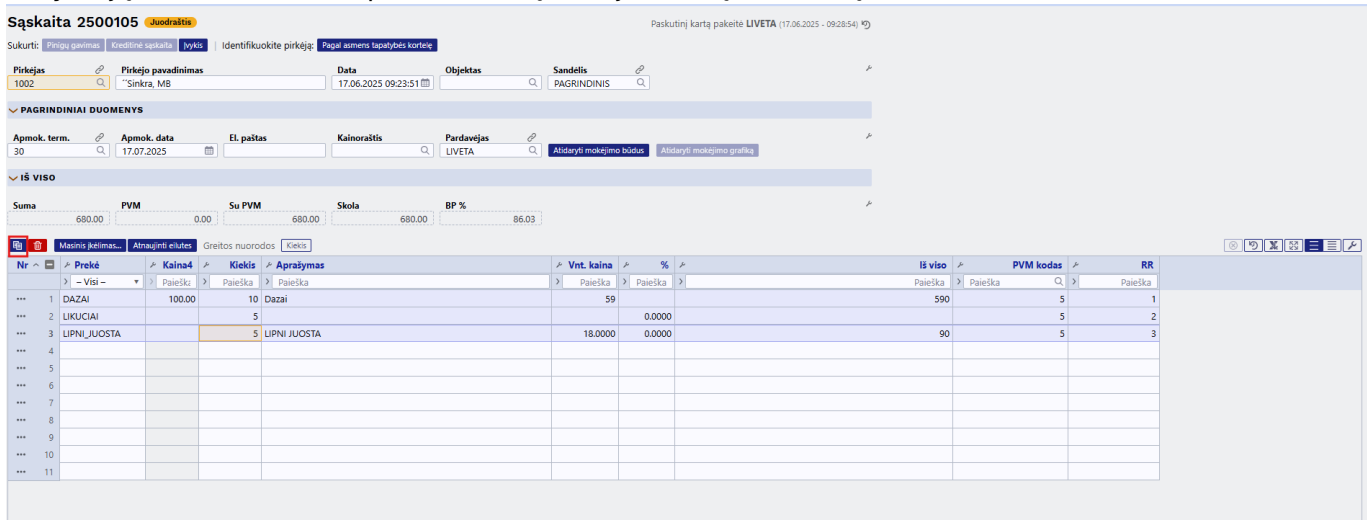 Sąskaita 2500105 Juodraštis Paskutinį kartą pakeitė LIVETA (17.06.2025 - 09:28:54)
Sukurti: Pinigų gavimas Kreditinė sąskaita Įvykis | Identifikuokite pirkėją: Pagal asmens tapatybės kortelę
Pirkėjas Pirkėjo pavadinimas Data Objektas Sandėlis
1002 ``Sinkra, MB 17.06.2025 09:23:51 PAGRINDINIS
PAGRINDINIAI DUOMENYS
Apmok. term. Apmok. data El. paštas Kainoraštis Pardavėjas
30 17.07.2025 LIVETA Atidaryti mokėjimo būdus Atidaryti mokėjimo grafiką
IŠ VISO
Suma PVM Su PVM Skola BP %
680.00 0.00 680.00 680.00 86.03
Masinis įkėlimas... Atnaujinti eilutes Greitos nuorodos Kiekis
Nr Prekė Kaina4 Kiekis Aprašymas Vnt. kaina % Iš viso PVM kodas RR
– Visi – Paieška Paieška Paieška Paieška Paieška Paieška Paieška Paieška
1 DAZAI 100.00 10 Dazai 59 590 5 1
2 LIKUCIAI 5 0.0000 5 2
3 LIPNI_JUOSTA 5 LIPNI JUOSTA 18.0000 0.0000 90 5 3
4
5
6
7
8
9
10
11